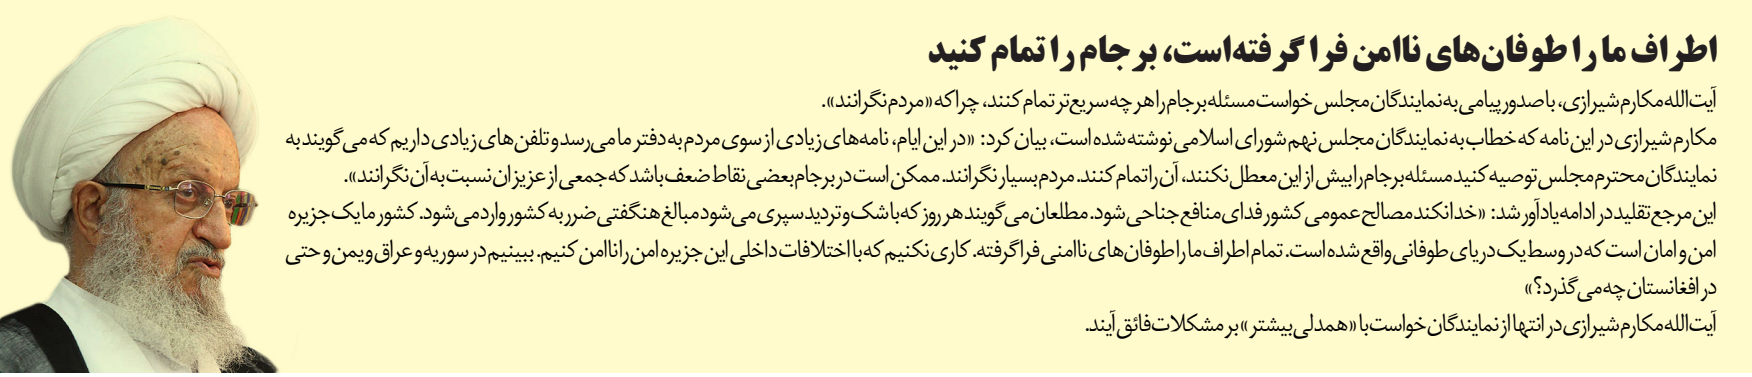 اطراف ما را طوفان‌های ناامن فرا گرفته‌است، برجام را تمام کنید
آیت‌الله مکارم شیرازی، با صدور پیامی به نمایندگان مجلس خواست مسئله برجام را هر چه سریع‌تر تمام کنند، چرا که «مردم نگرانند».
مکارم شیرازی در این نامه که خطاب به نمایندگان مجلس نهم شورای اسلامی نوشته شده است، بیان کرد: «در این ایام، نامه‌های زیادی از سوی مردم به دفتر ما می‌رسد و تلفن های زیادی داریم که می گویند به
نمایندگان محترم مجلس توصیه کنید مسئله برجام را بیش از این معطل نکنند، آن را تمام کنند. مردم بسیار نگرانند. ممکن است در برجام بعضی نقاط ضعف باشد که جمعی از عزیزان نسبت به آن نگرانند».
این مرجع تقلید در ادامه یادآور شد: «خدا نکند مصالح عمومی کشور فدای منافع جناحی شود. مطلعان می گویند هر روز که با شک و تردید سپری می‌شود مبالغ هنگفتی ضرر به کشور وارد می‌شود. کشور ما یک جزیره
امن و امان است که در وسط یک دریای طوفانی واقع شده است. تمام اطراف ما را طوفان‌های ناامنی فرا گرفته. کاری نکنیم که با اختلافات داخلی این جزیره امن را ناامن کنیم. ببینیم در سوریه و عراق و یمن و حتی
در افغانستان چه می گذرد؟»
آیت‌الله مکارم شیرازی در انتها از نمایندگان خواست با «همدلی بیشتر» بر مشکلات فائق آیند.